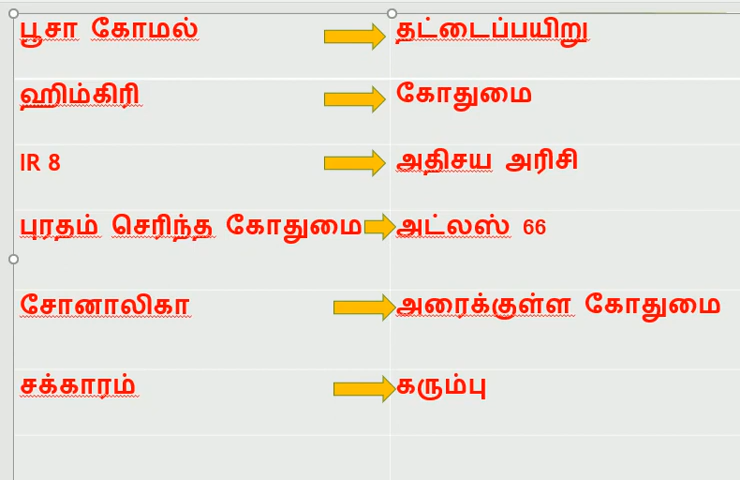 பூசா கோமல் தட்டைப்பயிறு
ஹிம்கிரி கோதுமை
IR 8 அதிசய அரிசி
புரதம் செரிந்த கோதுமை அட்லஸ் 66
சோனாலிகா அரைக்குள்ள கோதுமை
சக்காரம் கரும்பு